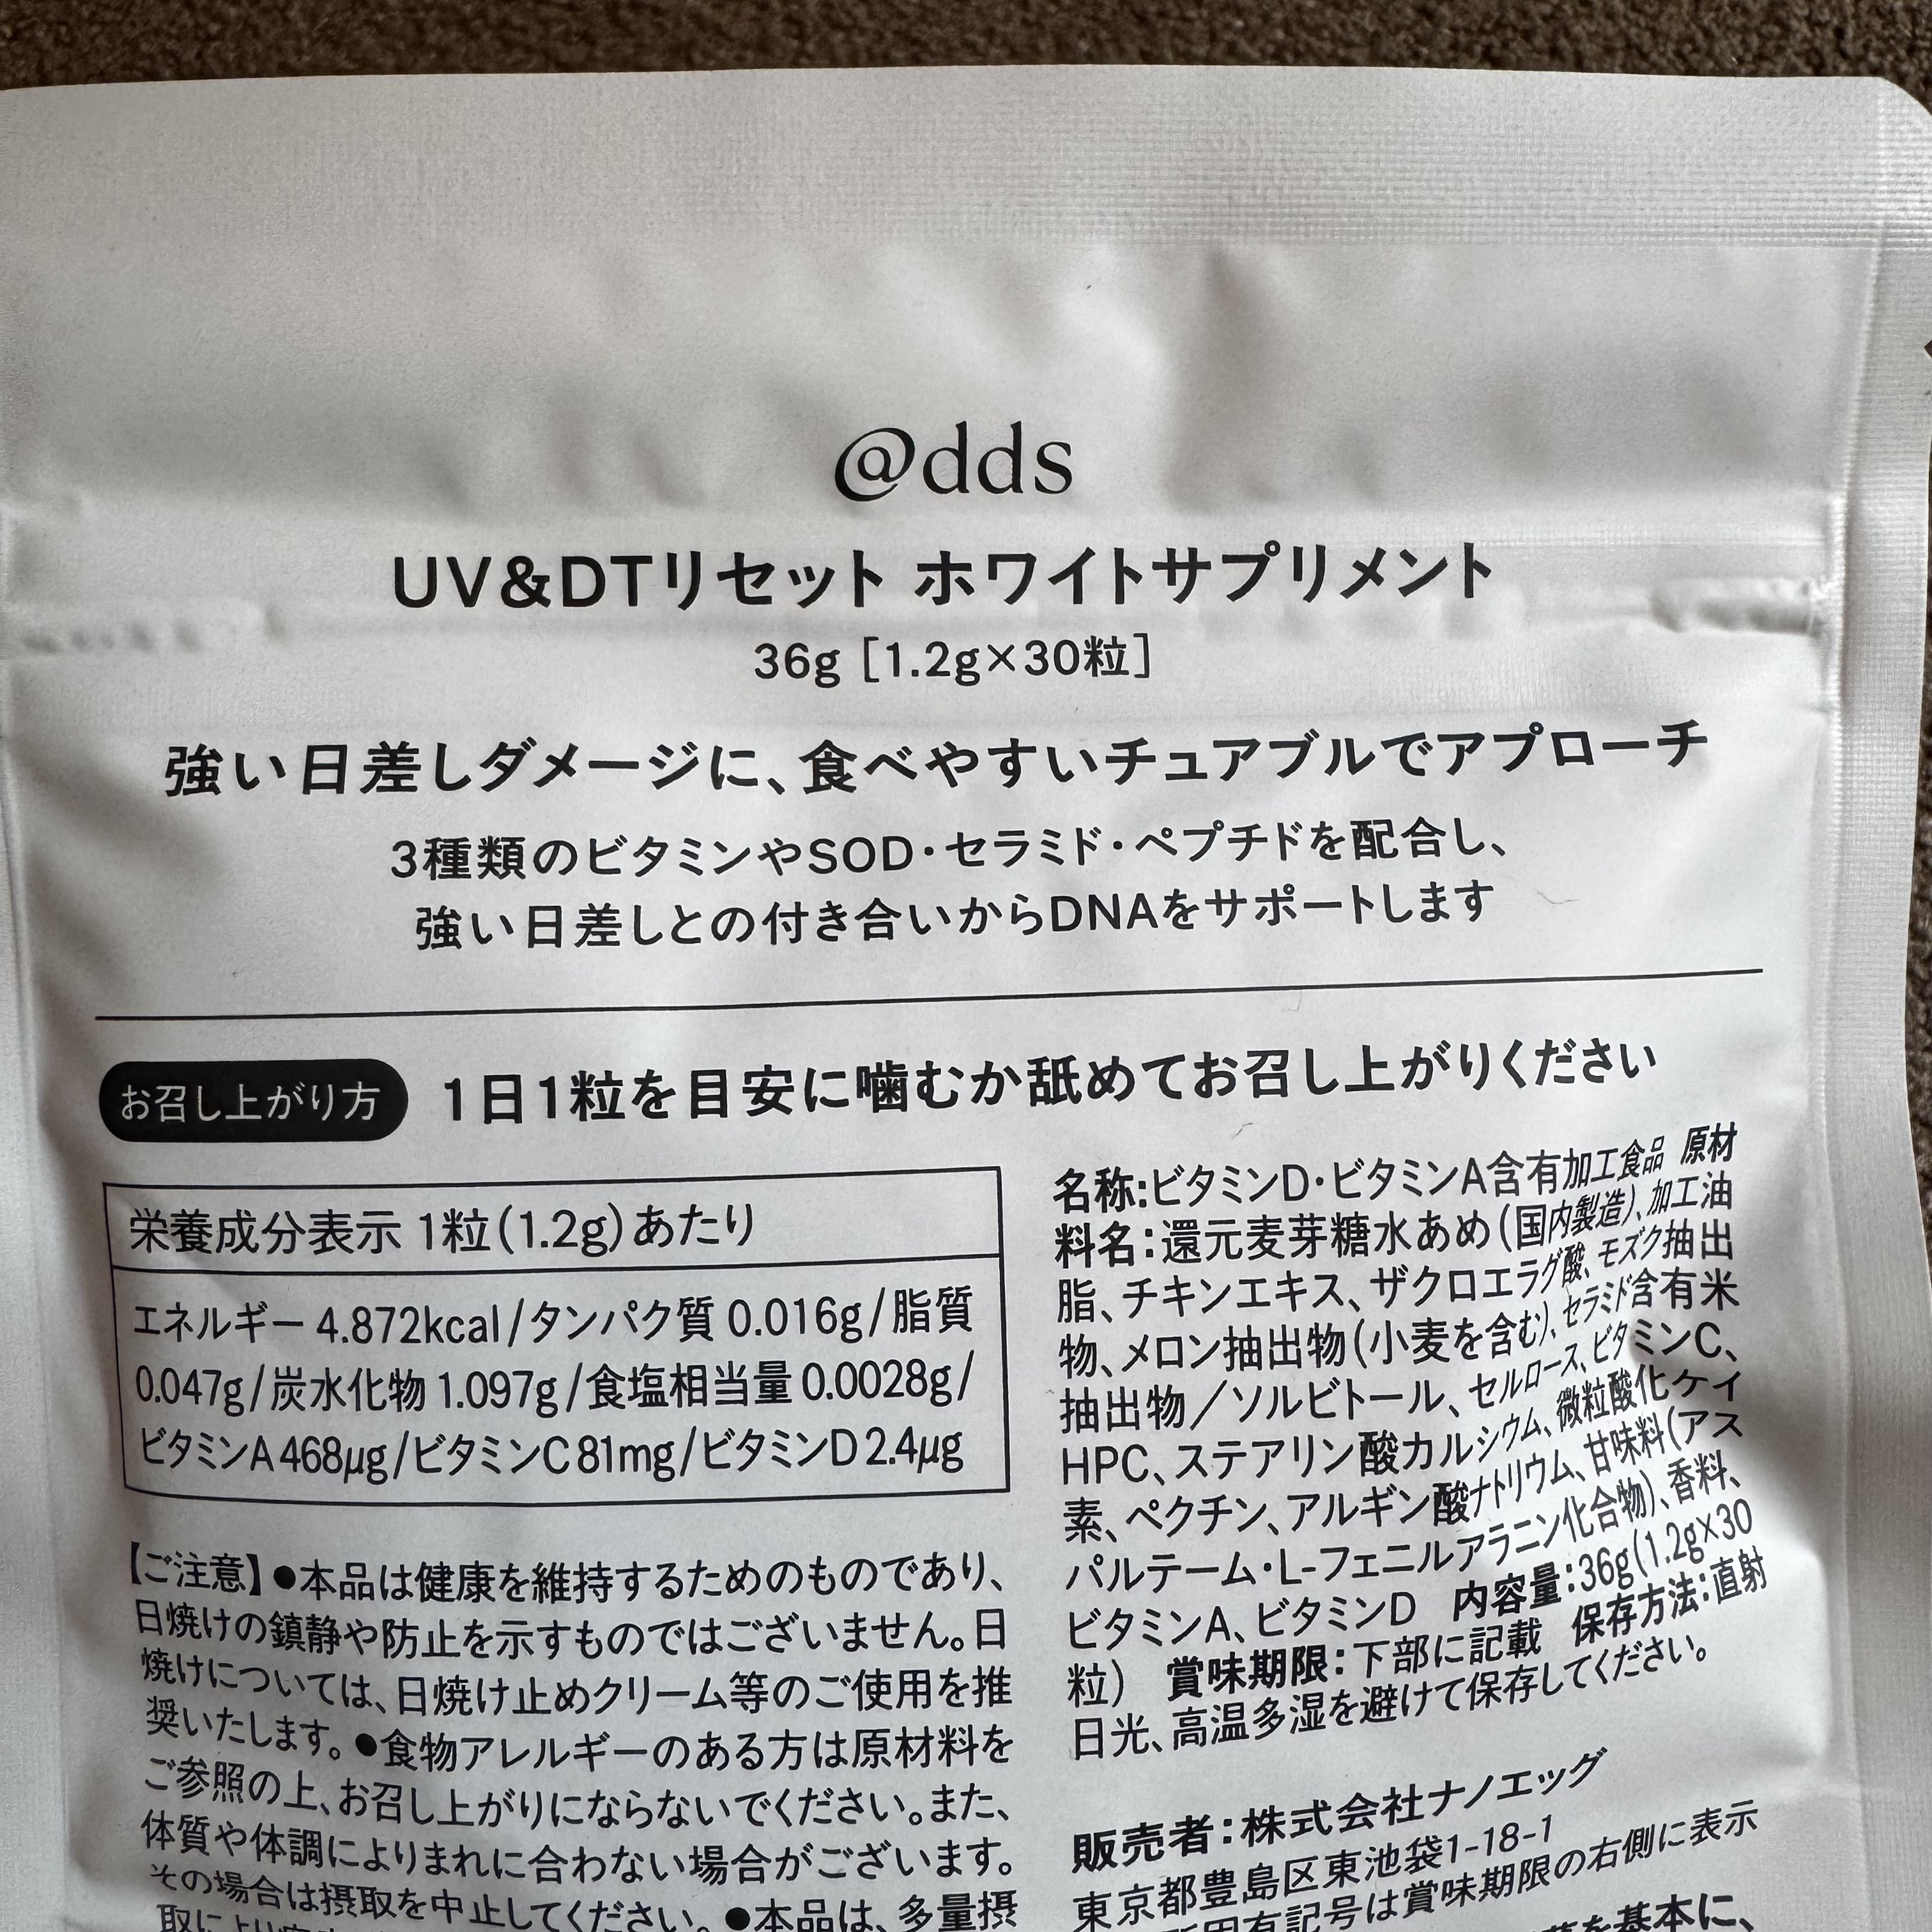 @dds
UV&DTリセット ホワイトサプリメント
36g［1.2g×30粒］
強い日差しダメージに、食べやすいチュアブルでアプローチ
3種類のビタミンやSOD・セラミド・ペプチドを配合し、
強い日差しとの付き合いからDNAをサポートします
お召し上がり方 1日1粒を目安に噛むか舐めてお召し上がりください
栄養成分表示 1粒(1.2g)あたり
エネルギー 4.872kcal/タンパク質 0.016g/脂質
0.047g/炭水化物 1.097g/食塩相当量 0.0028g/
ビタミンA 468μg/ビタミンC 81mg/ビタミンD 2.4μg
【ご注意】●本品は健康を維持するためのものであり、
日焼けの鎮静や防止を示すものではございません。日
焼けについては、日焼け止めクリーム等のご使用を推
奨いたします。●食物アレルギーのある方は原材料を
ご参照の上、お召し上がりにならないでください。また、
体質や体調によりまれに合わない場合がございます。
その場合は摂取を中止してください。●本品は、多量摂
取により
名称:ビタミンD・ビタミンA含有加工食品 原材
料名:還元麦芽糖水あめ(国内製造)、加工油
脂、チキンエキス、ザクロエラグ酸、モズク抽出
物、メロン抽出物(小麦を含む)、セラミド含有米
抽出物／ソルビトール、セルロース、ビタミンC、
HPC、ステアリン酸カルシウム、微粒酸化ケイ
素、ペクチン、アルギン酸ナトリウム、甘味料(アス
パルテーム・L-フェニルアラニン化合物)、香料、
ビタミンA、ビタミンD 内容量:36g(1.2g×30
粒) 賞味期限:下部に記載 保存方法:直射
日光、高温多湿を避けて保存してください。
販売者:株式会社ナノエッグ
東京都豊島区東池袋1-18-1
所固有記号は賞味期限の右側に表示
を基本に、